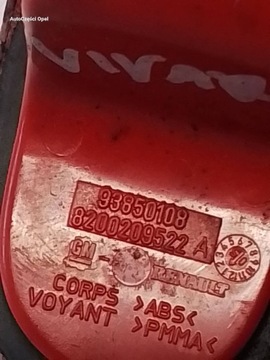 AutoCzęści Opel
93850108
8200209522 A
GM RENAULT
CORPS >ABS<
VOYANT >PMMA<